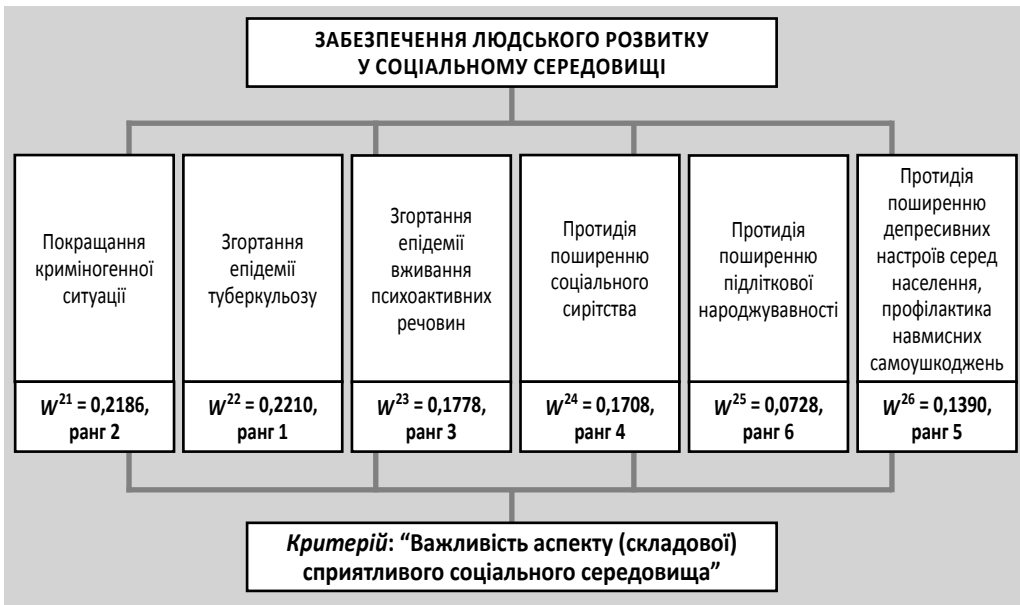 ЗАБЕЗПЕЧЕННЯ ЛЮДСЬКОГО РОЗВИТКУ
У СОЦІАЛЬНОМУ СЕРЕДОВИЩІ
Покращання
криміногенної
ситуації
W²¹ = 0,2186,
ранг 2
Згортання
епідемії
туберкульозу
W²² = 0,2210,
ранг 1
Згортання
епідемії
вживання
психоактивних
речовин
W²³ = 0,1778,
ранг 3
Протидія
поширенню
соціального
сирітства
W²⁴ = 0,1708,
ранг 4
Протидія
поширенню
підліткової
народжувавності
W²⁵ = 0,0728,
ранг 6
Протидія
поширенню
депресивних
настроїв серед
населення,
профілактика
навмисних
самоушкоджень
W²⁶ = 0,1390,
ранг 5
Критерій: “Важливість аспекту (складової)
сприятливого соціального середовища”